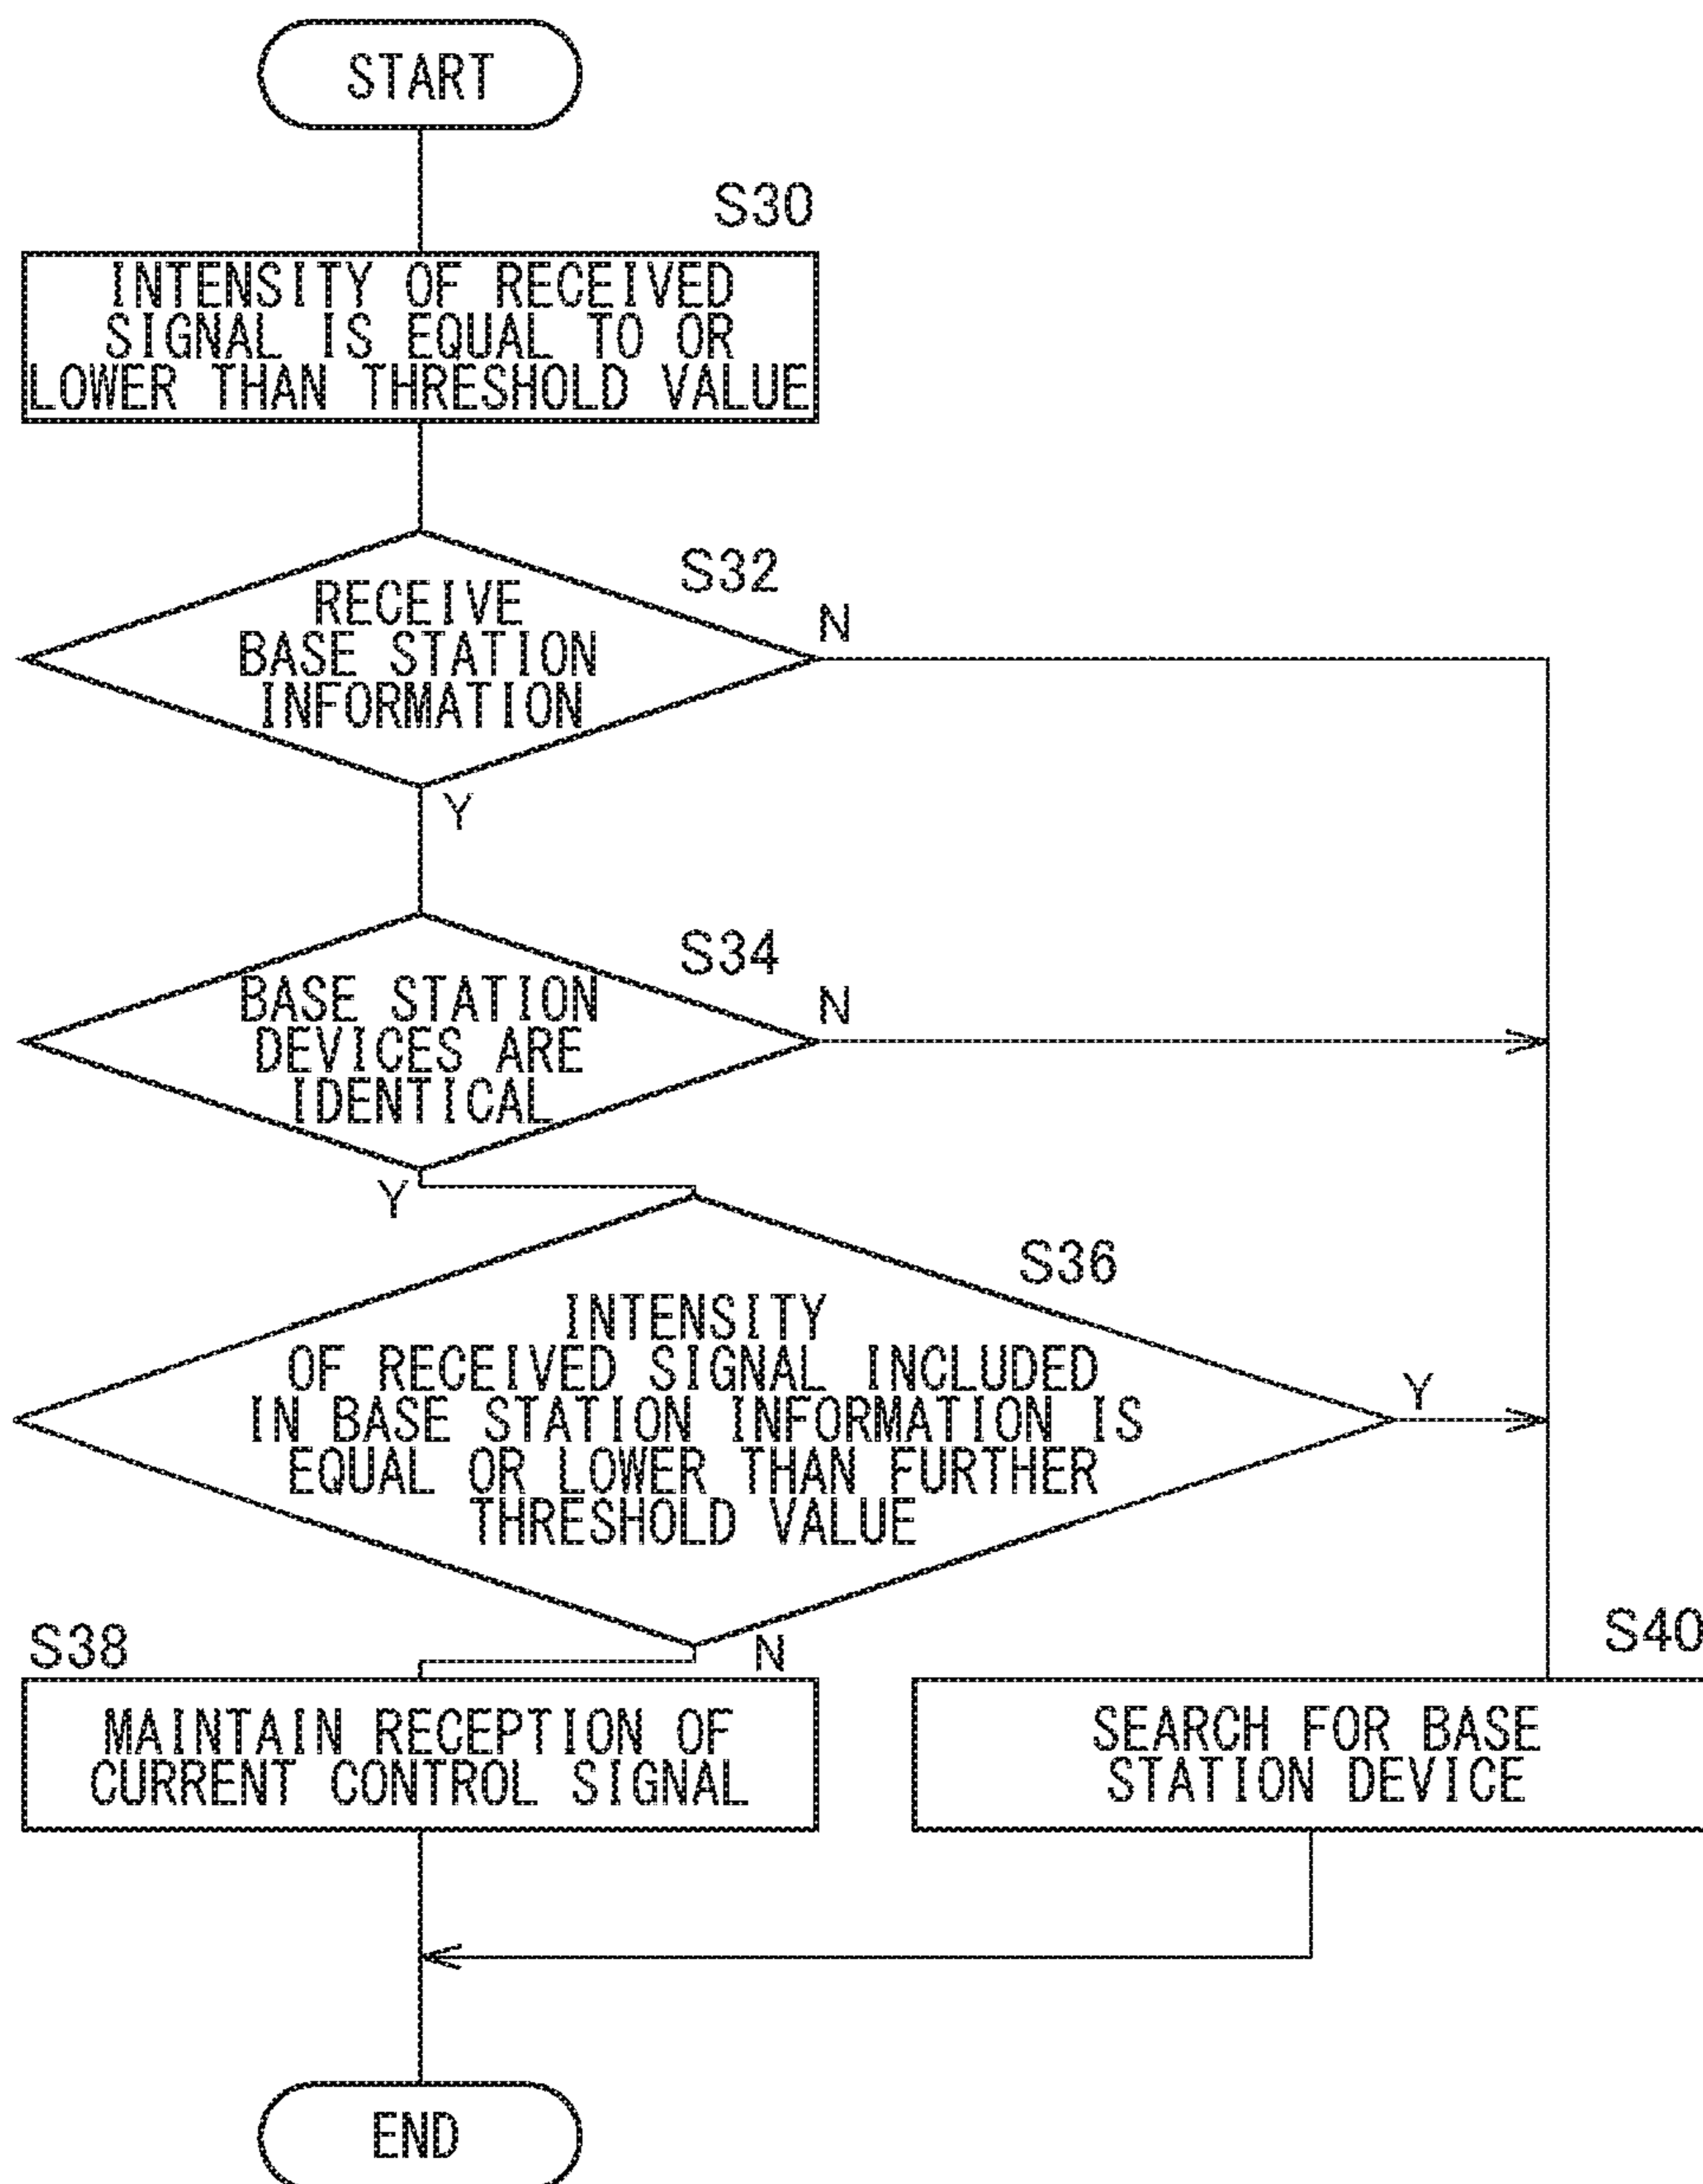 START
S30
INTENSITY OF RECEIVED
SIGNAL IS EQUAL TO OR
LOWER THAN THRESHOLD VALUE
S32
RECEIVE
BASE STATION
INFORMATION
N
Y
S34
BASE STATION
DEVICES ARE
IDENTICAL
N
Y
S36
INTENSITY
OF RECEIVED SIGNAL INCLUDED
IN BASE STATION INFORMATION IS
EQUAL OR LOWER THAN FURTHER
THRESHOLD VALUE
Y
N
S38
MAINTAIN RECEPTION OF
CURRENT CONTROL SIGNAL
S40
SEARCH FOR BASE
STATION DEVICE
END